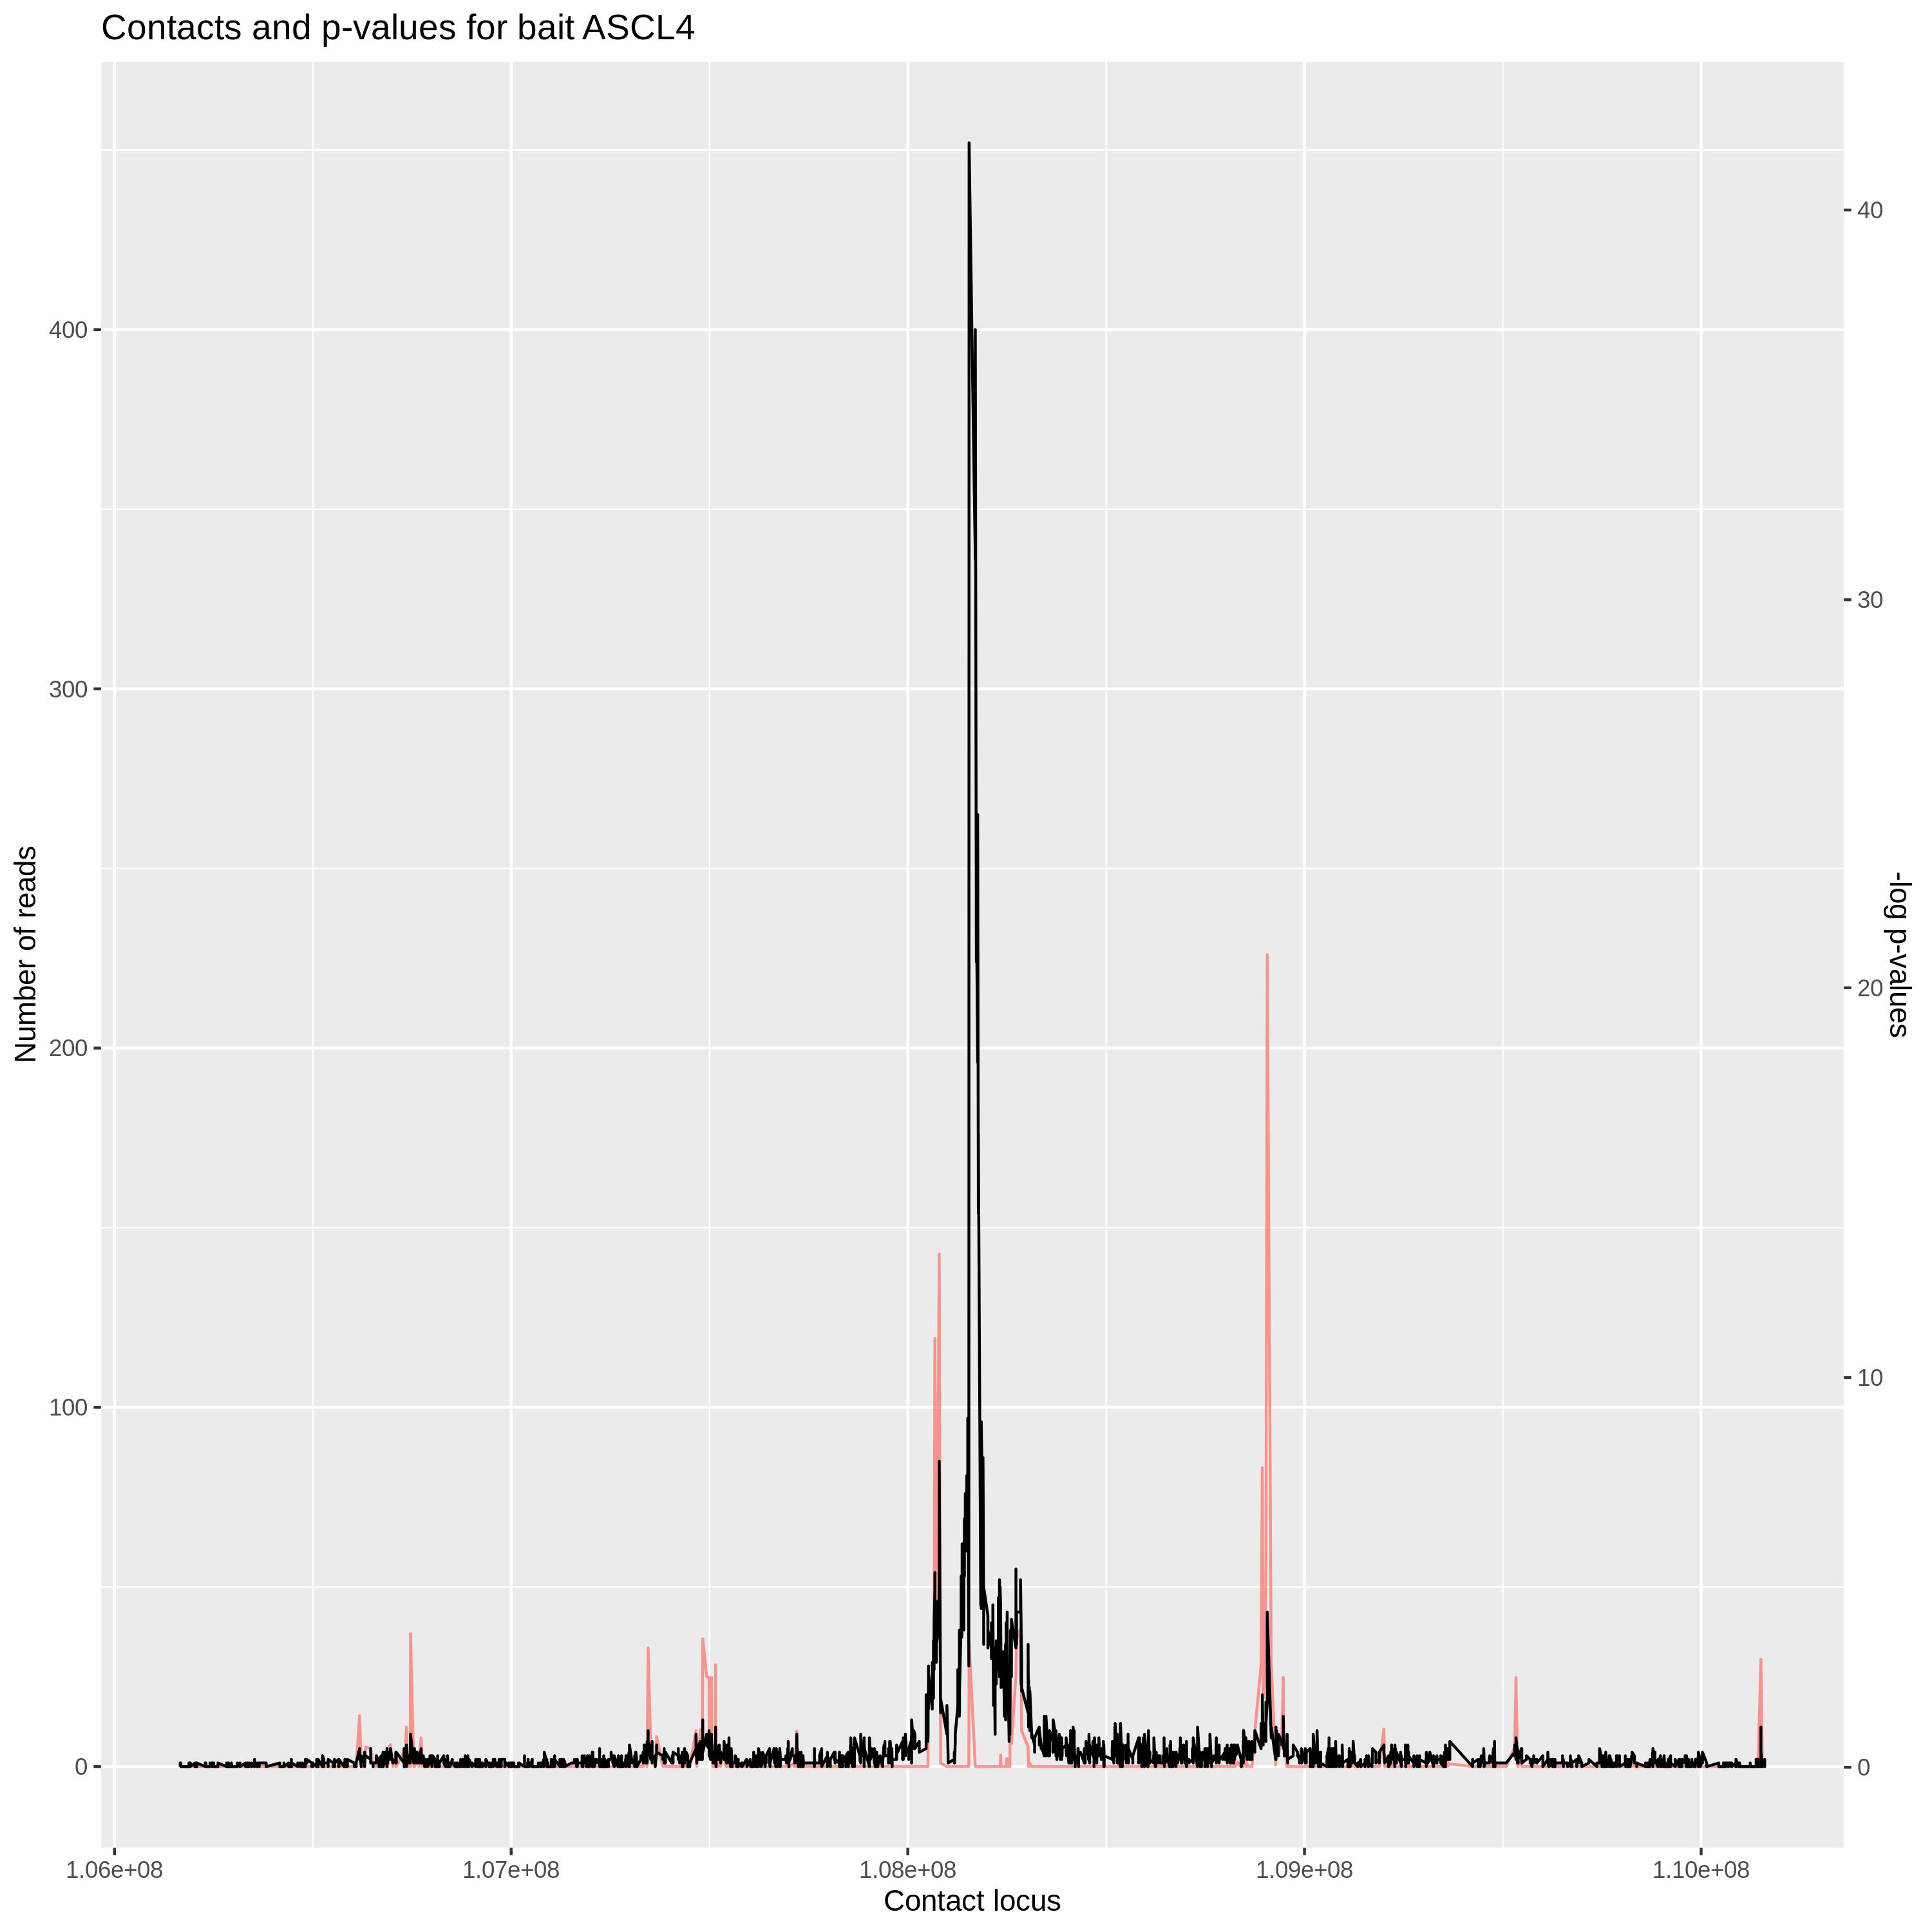 Contacts and p-values for bait ASCL4
Number of reads
400
300
200
100
0
40
30
20
10
0
-log p-values
1.06e+08
1.07e+08
1.08e+08
1.09e+08
1.10e+08
Contact locus